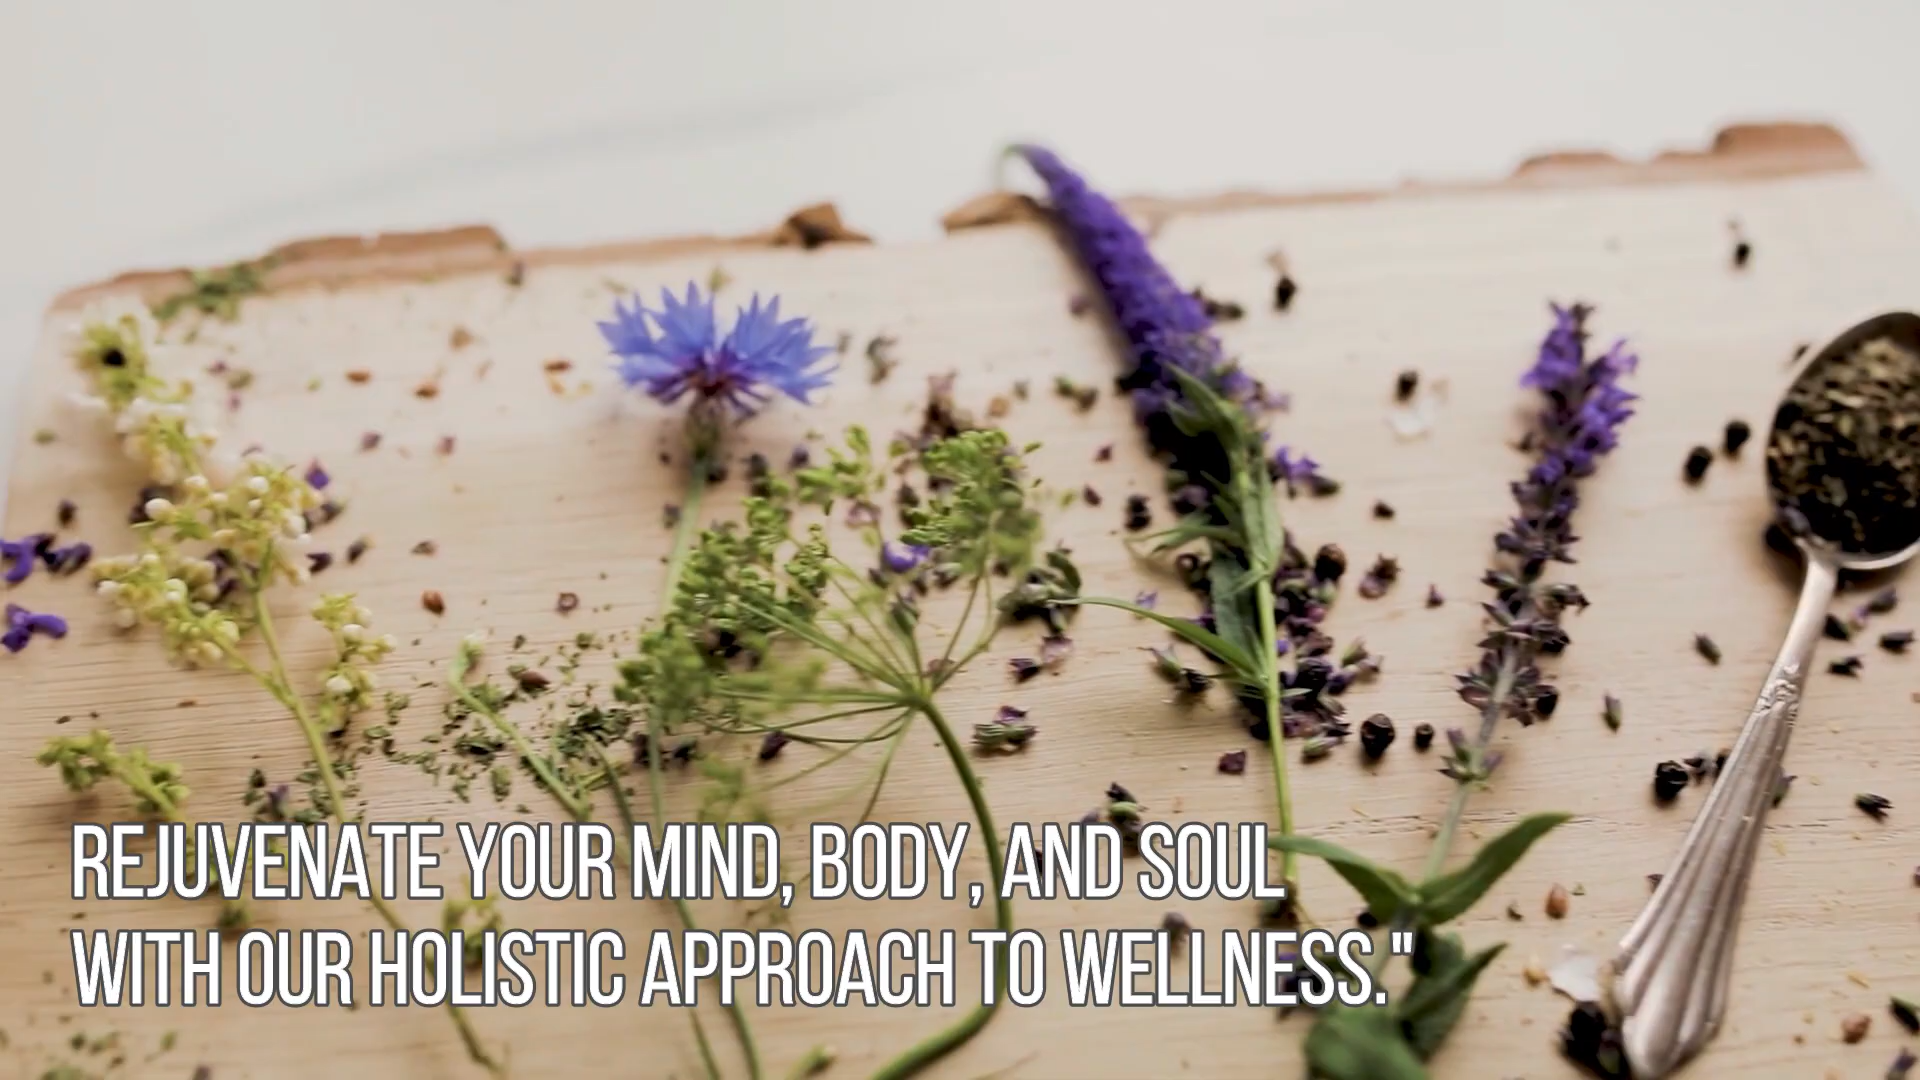 REJUVENATE YOUR MIND, BODY, AND SOUL
WITH OUR HOLISTIC APPROACH TO WELLNESS."